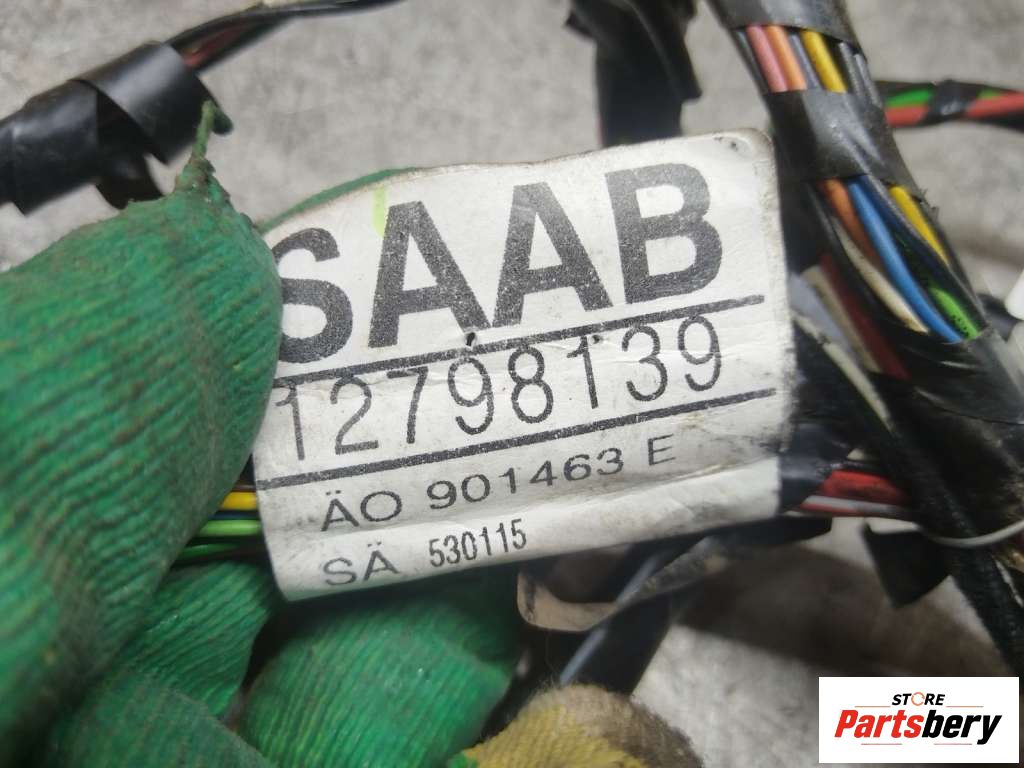 SAAB
12798139
ÄO 901463 E
SÄ 530115
STORE
Partsbery